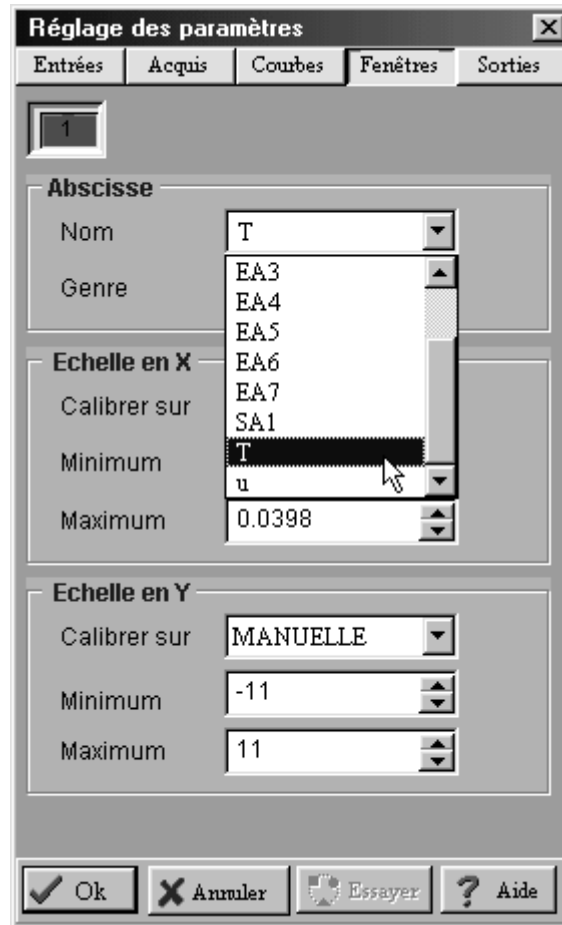 Réglage des paramètres
Entrées Acquis Courbes Fenêtres Sorties
1
Abscisse
Nom T
Genre
EA3
EA4
EA5
EA6
EA7
SA1
T
u
Echelle en X
Calibrer sur
Minimum
Maximum 0.0398
Echelle en Y
Calibrer sur MANUELLE
Minimum -11
Maximum 11
Ok Annuler Essayer ? Aide